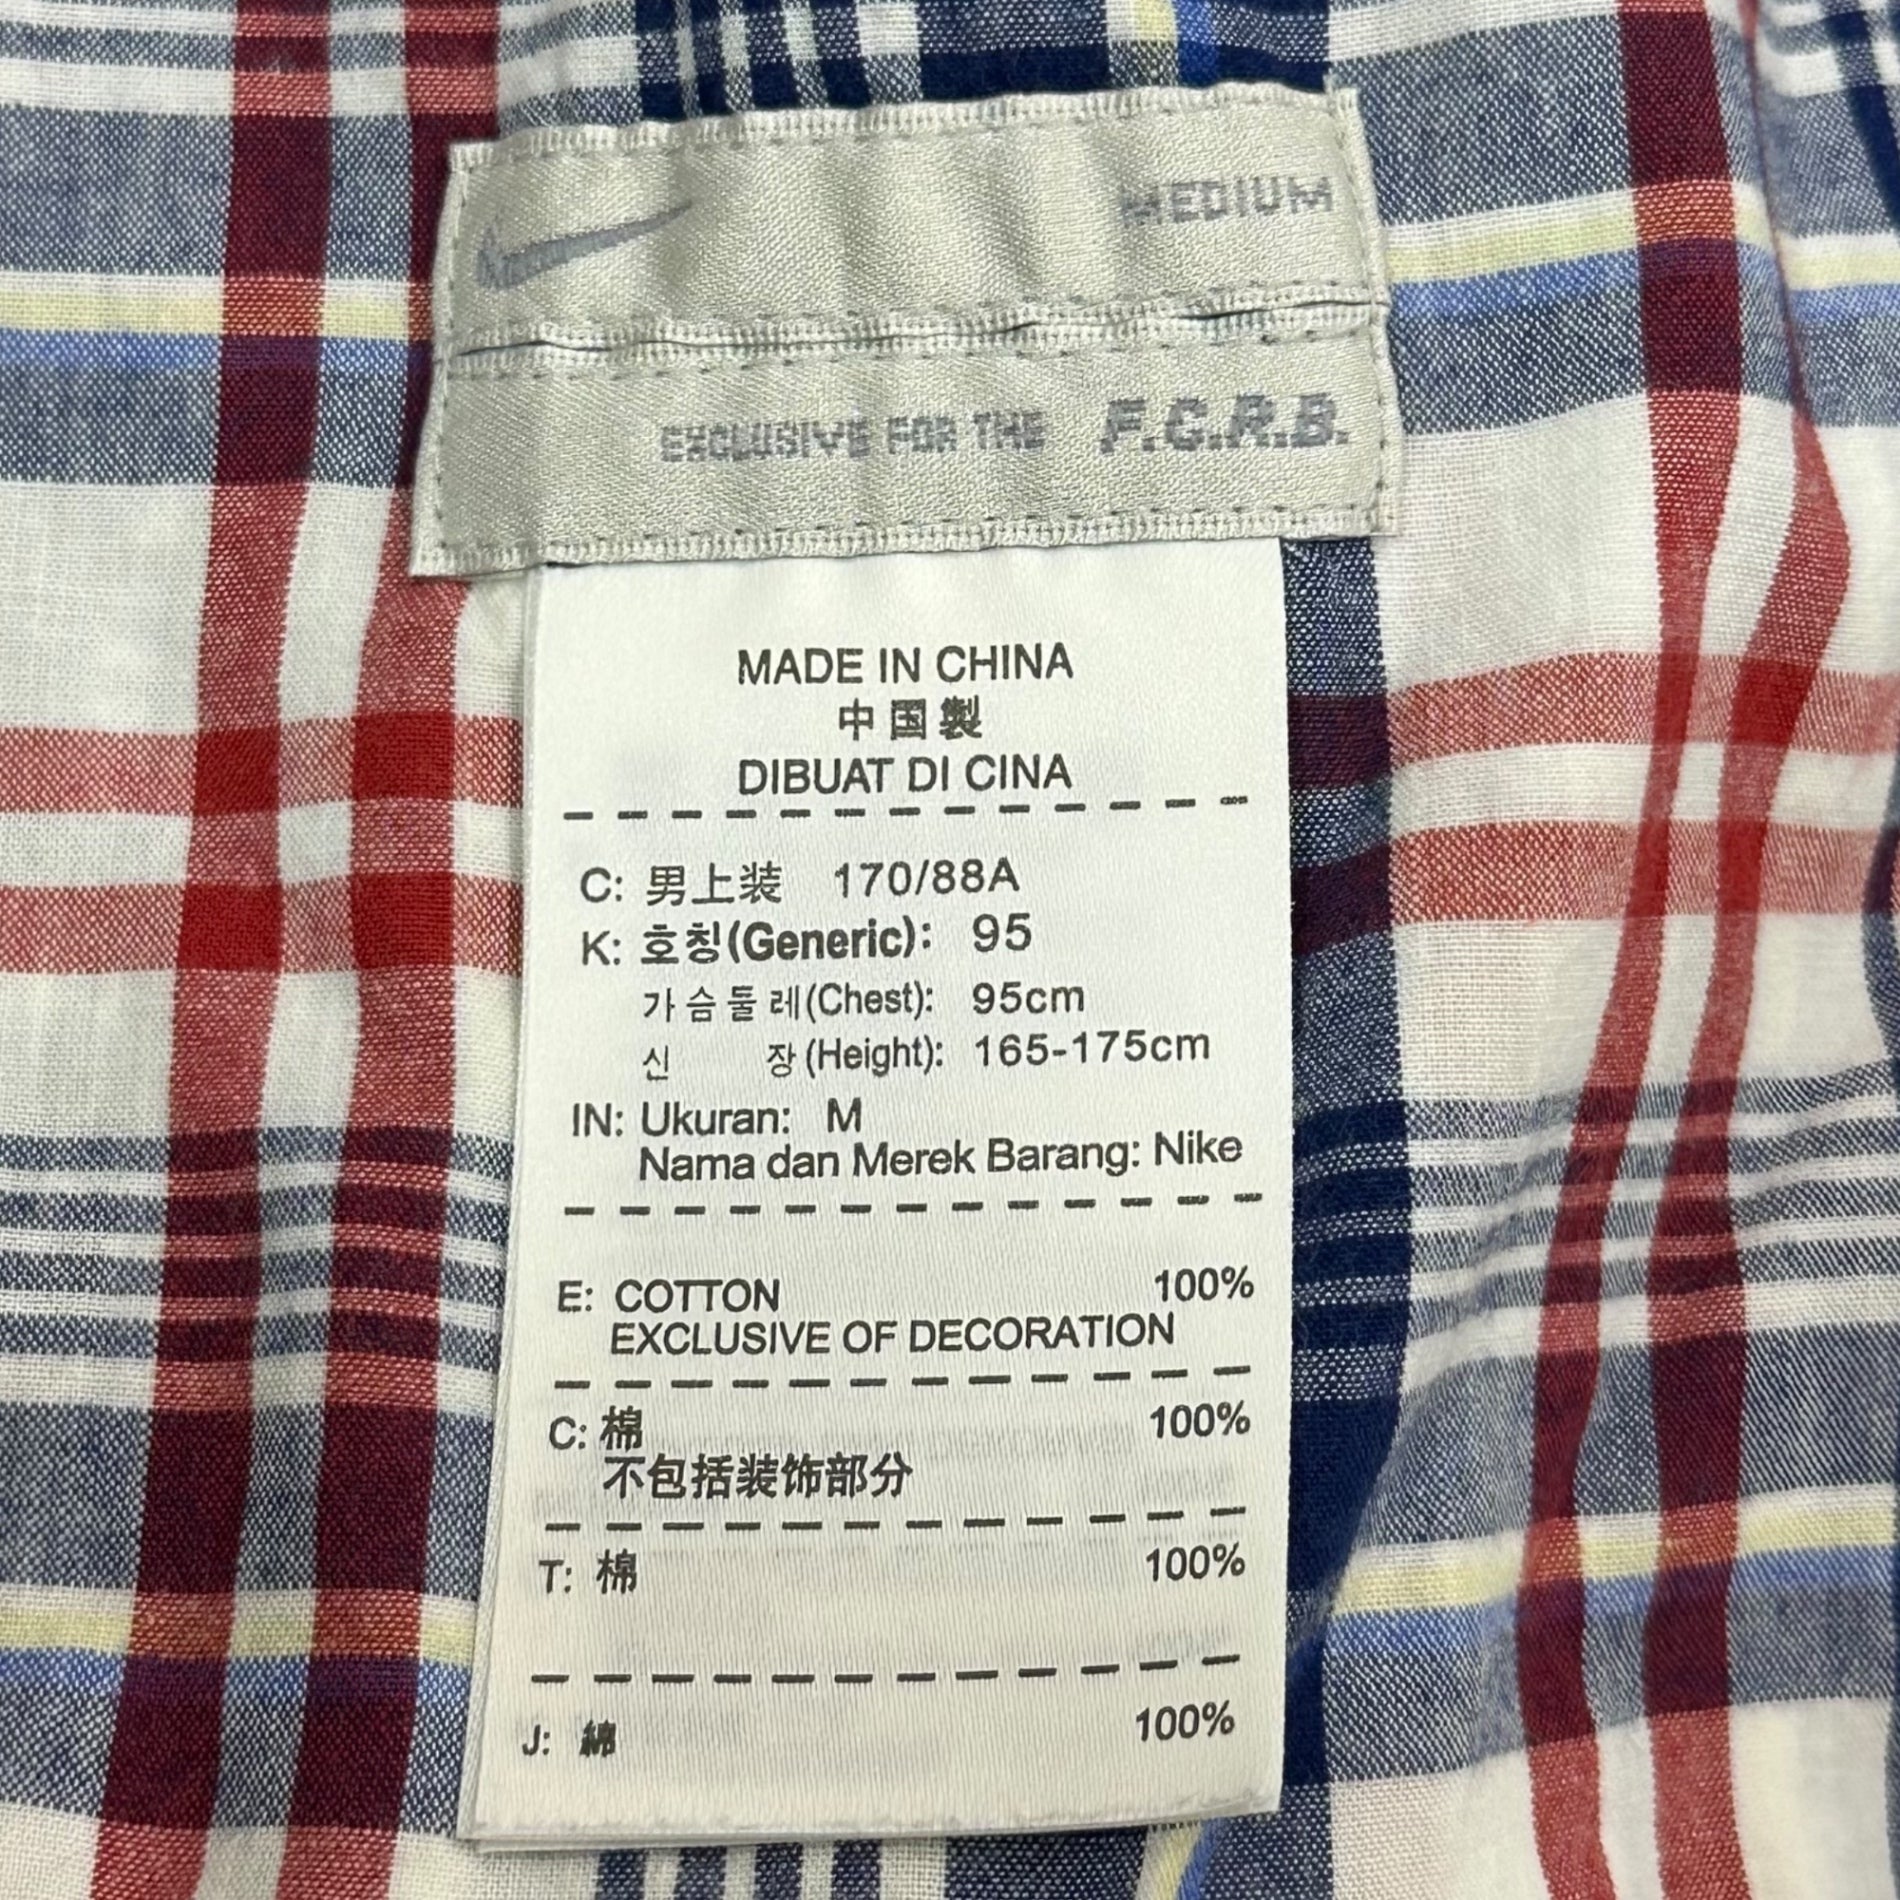 MEDIUM
EXCLUSIVE FOR THE F.C.R.B.
MADE IN CHINA
中国製
DIBUAT DI CINA
C: 男上装 170/88A
K: 호칭(Generic): 95
가슴둘레(Chest): 95cm
신 장(Height): 165-175cm
IN: Ukuran: M
Nama dan Merek Barang: Nike
E: COTTON 100%
EXCLUSIVE OF DECORATION
C: 棉 100%
不包括装饰部分
T: 棉 100%
J: 綿 100%